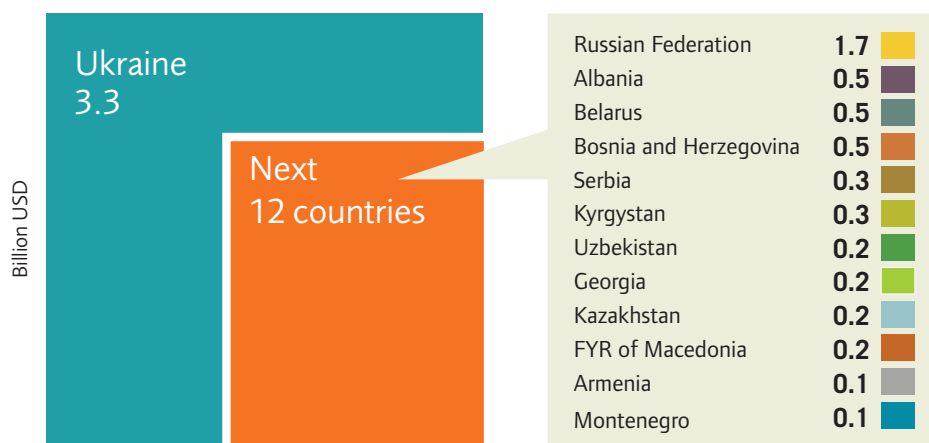 Billion USD
Ukraine
3.3
Next
12 countries
Russian Federation 1.7
Albania 0.5
Belarus 0.5
Bosnia and Herzegovina 0.5
Serbia 0.3
Kyrgystan 0.3
Uzbekistan 0.2
Georgia 0.2
Kazakhstan 0.2
FYR of Macedonia 0.2
Armenia 0.1
Montenegro 0.1